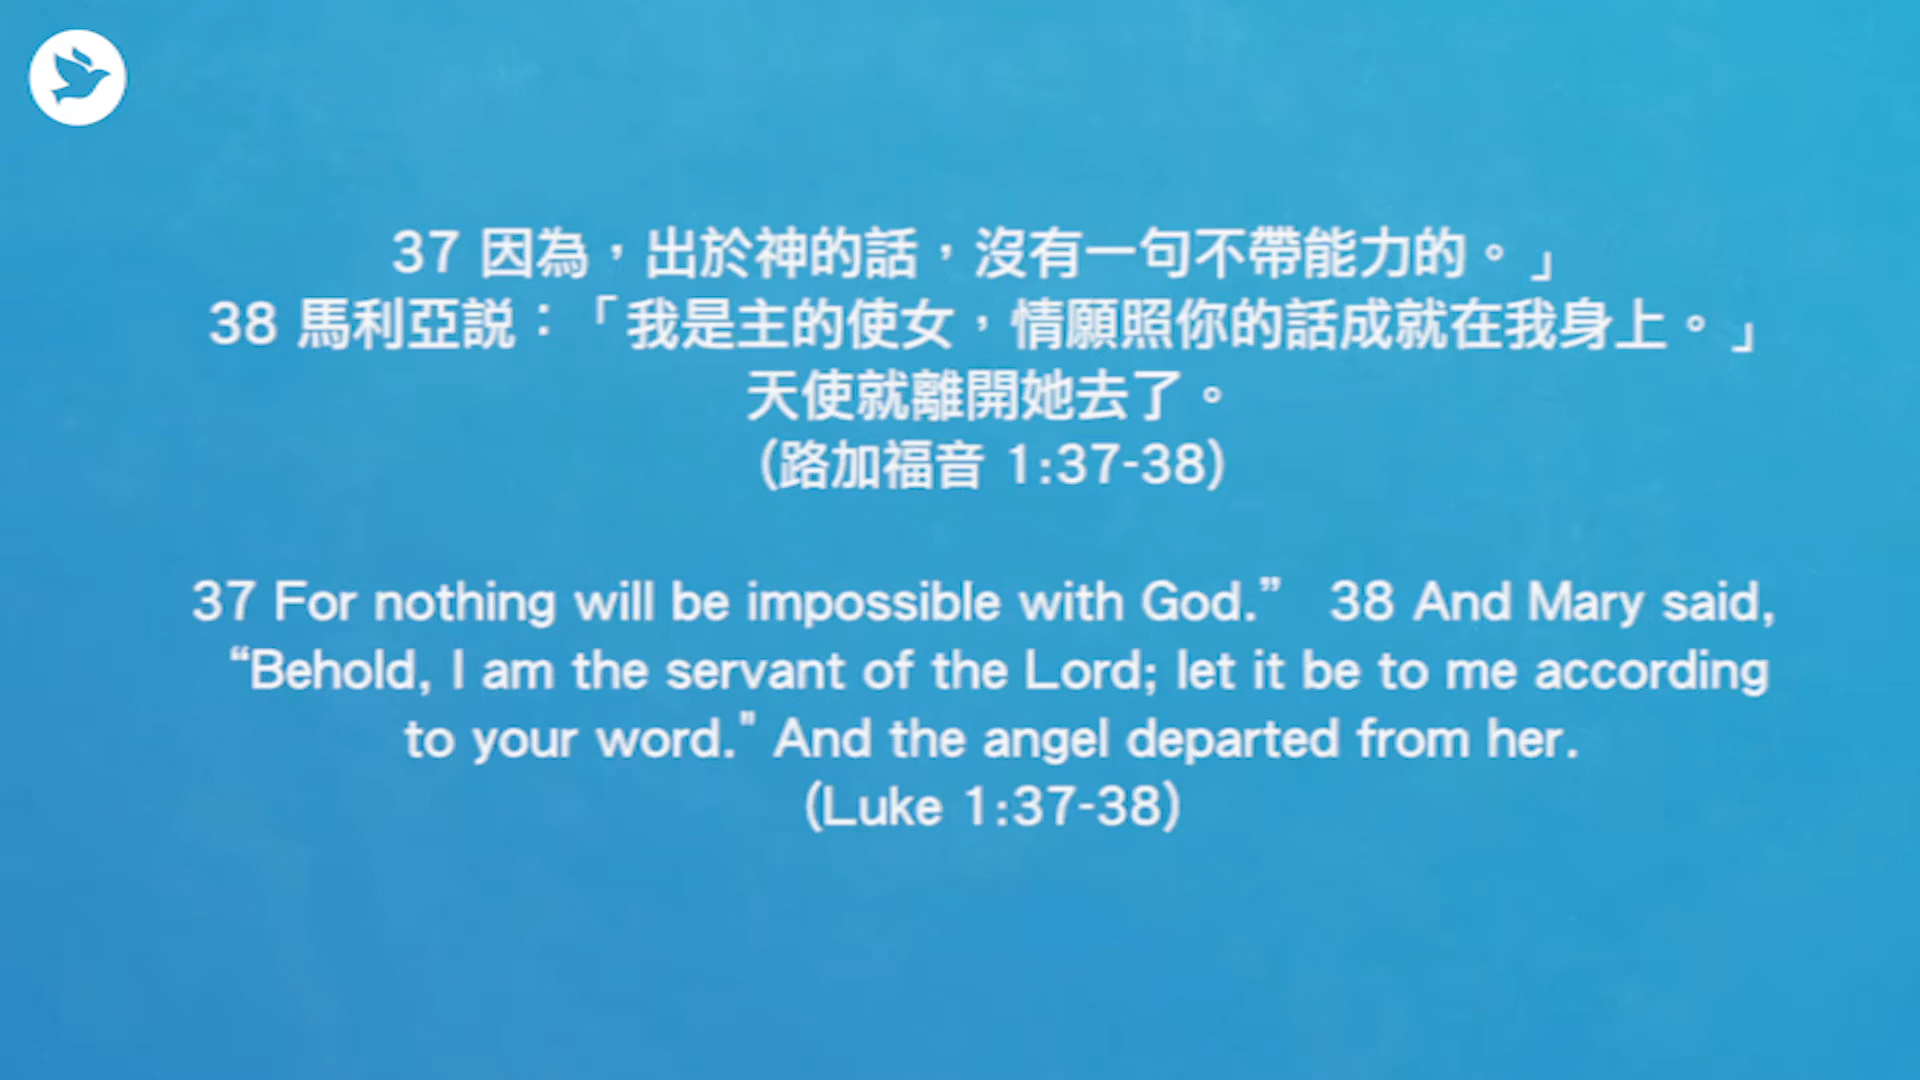 37 因為，出於神的話，沒有一句不帶能力的。」
38 馬利亞説：「我是主的使女，情願照你的話成就在我身上。」
天使就離開她去了。
(路加福音 1:37-38)
37 For nothing will be impossible with God.” 38 And Mary said,
“Behold, I am the servant of the Lord; let it be to me according
to your word." And the angel departed from her.
(Luke 1:37-38)